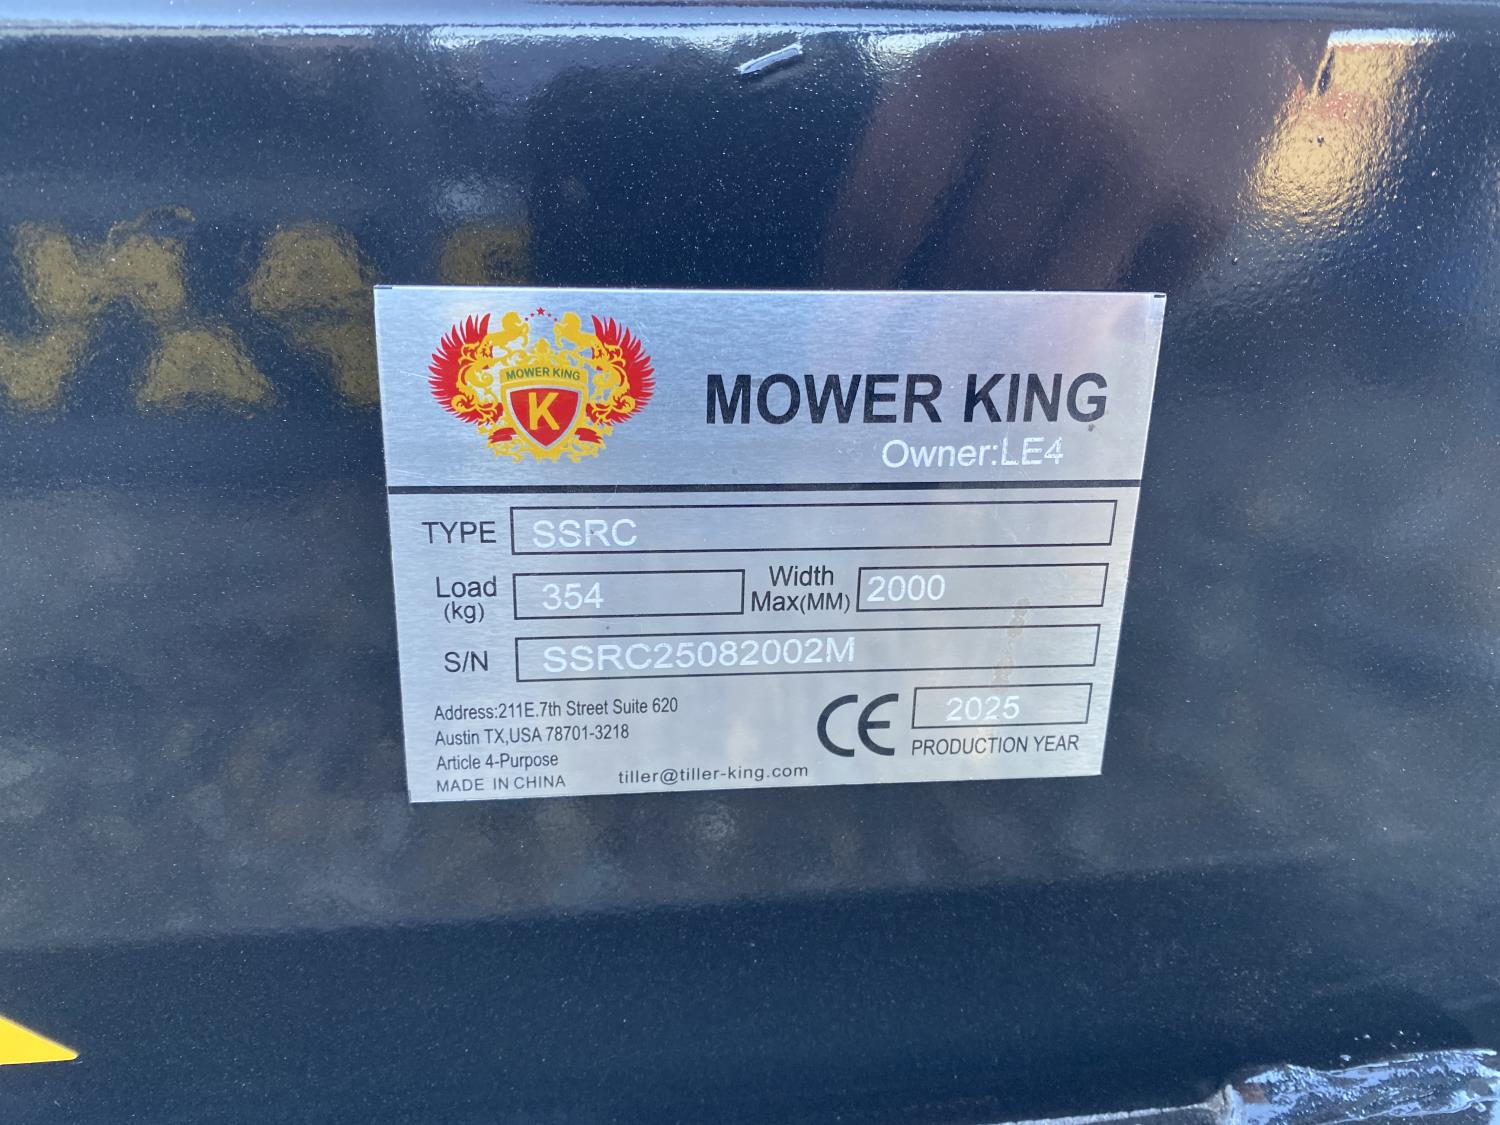 MOWER KING
K
MOWER KING
Owner:LE4
TYPE SSRC
Load (kg) 354 Width Max(MM) 2000
S/N SSRC25082002M
Address:211E.7th Street Suite 620
Austin TX,USA 78701-3218
Article 4-Purpose
MADE IN CHINA
tiller@tiller-king.com
CE 2025
PRODUCTION YEAR